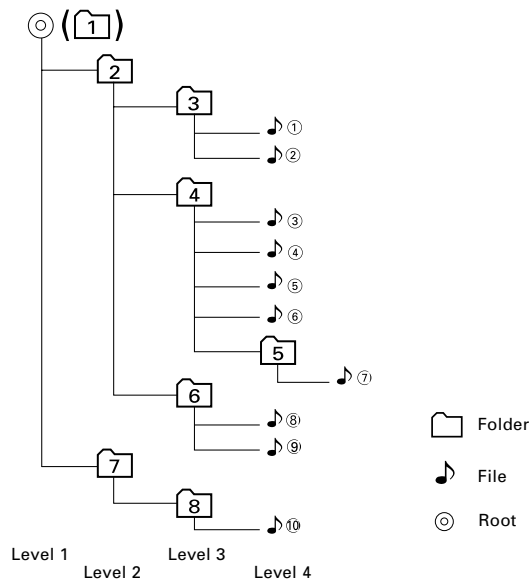 (1)
2
3
①
②
4
③
④
⑤
⑥
5
⑦
6
⑧
⑨
7
8
⑩
Folder
File
Root
Level 1
Level 2
Level 3
Level 4